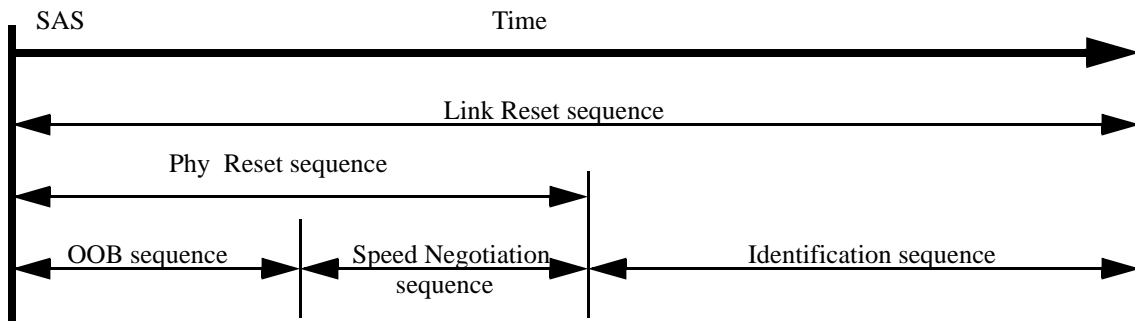 SAS Time
Link Reset sequence
Phy Reset sequence
OOB sequence Speed Negotiation Identification sequence
sequence